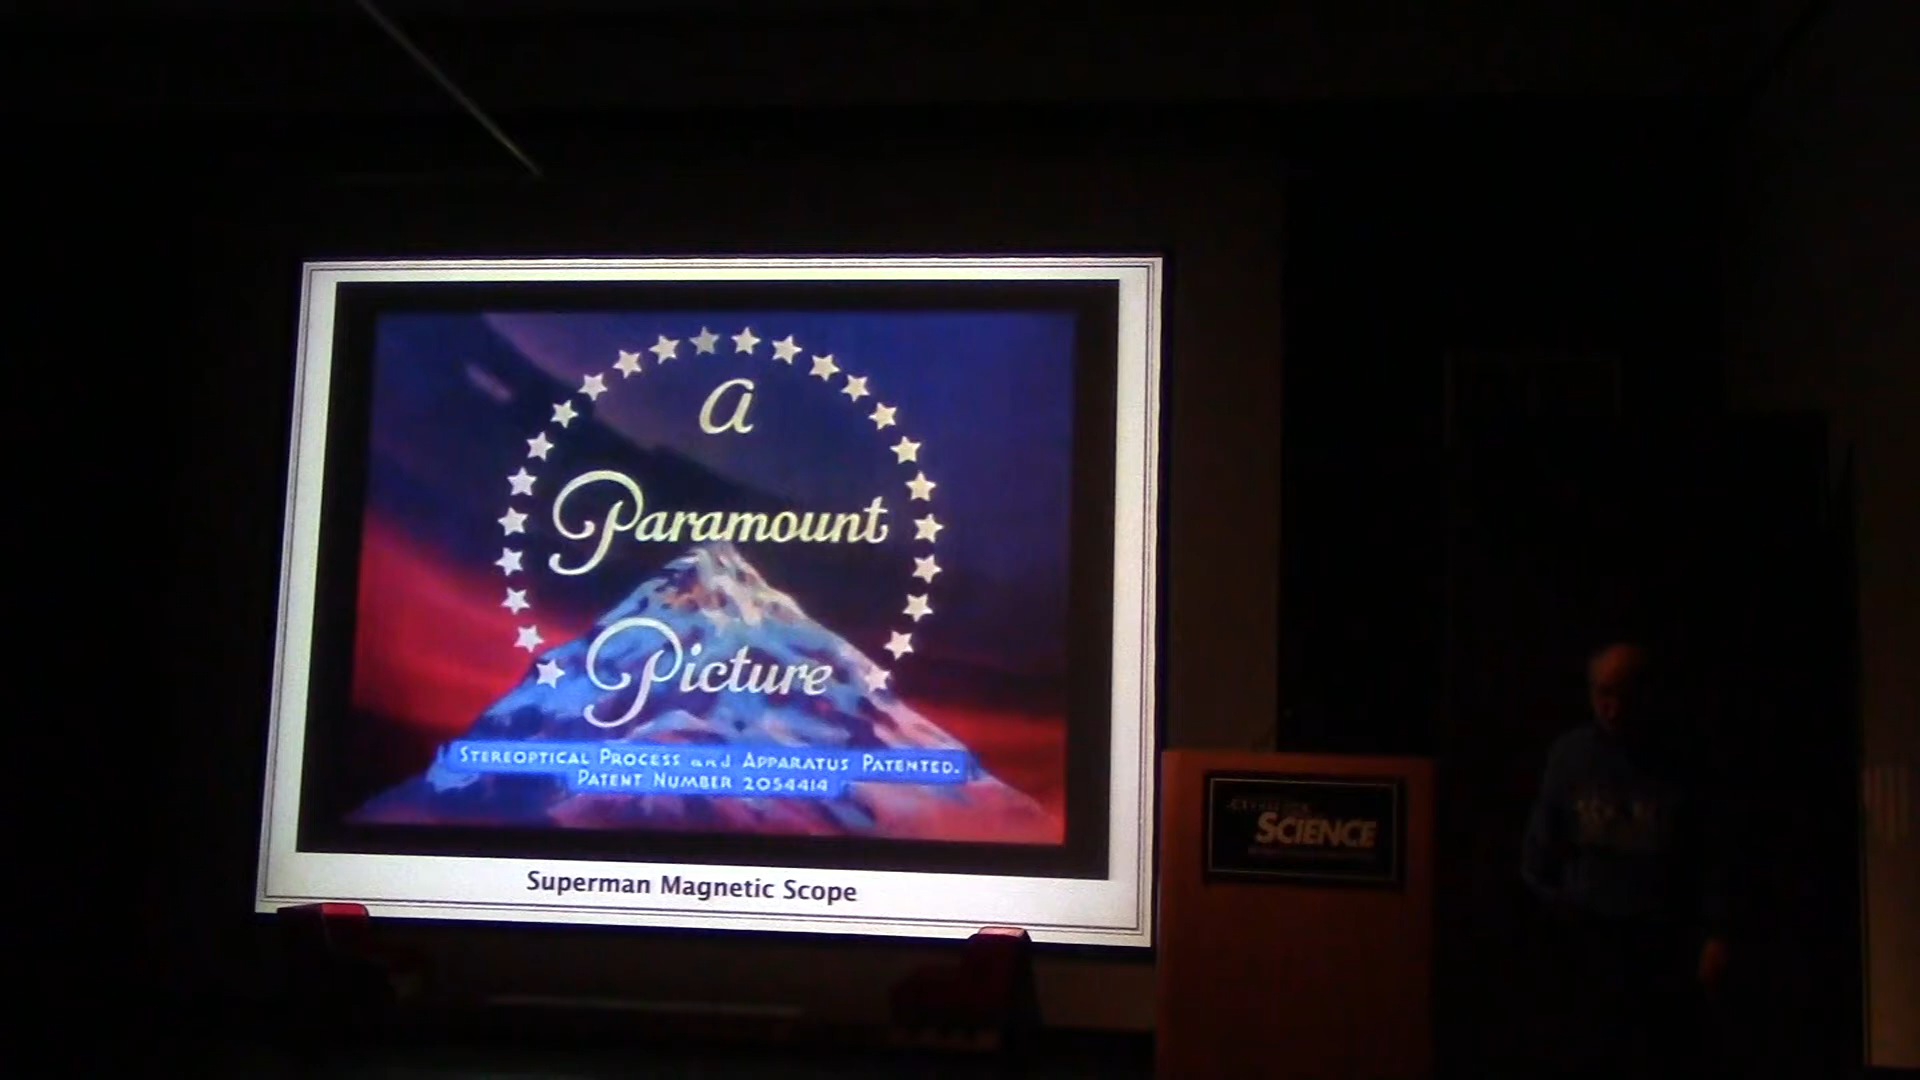 a
Paramount
Picture
STEREOPTICAL PROCESS and APPARATUS PATENTED.
PATENT NUMBER 2054414
Superman Magnetic Scope
SCIENCE